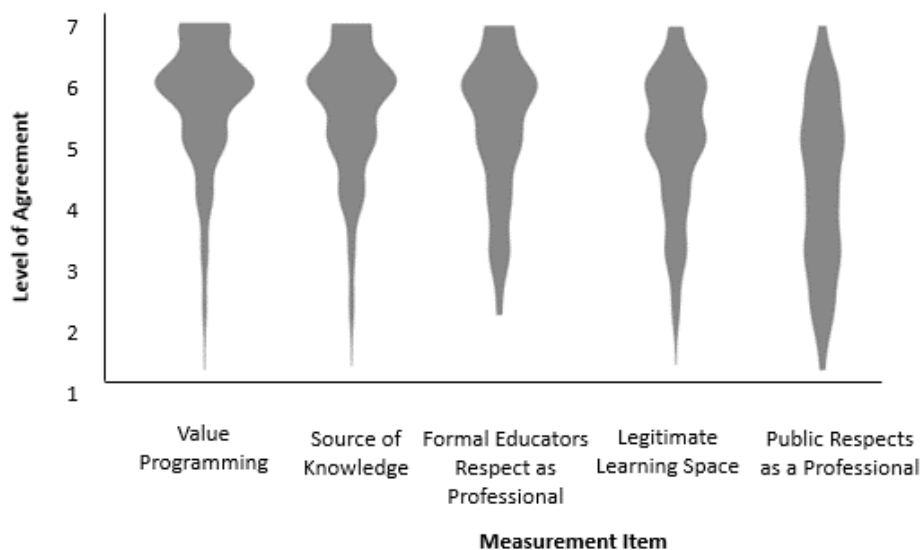 7
6
5
4
3
2
1
Level of Agreement
Value
Programming
Source of
Knowledge
Formal Educators
Respect as
Professional
Legitimate
Learning Space
Public Respects
as a Professional
Measurement Item